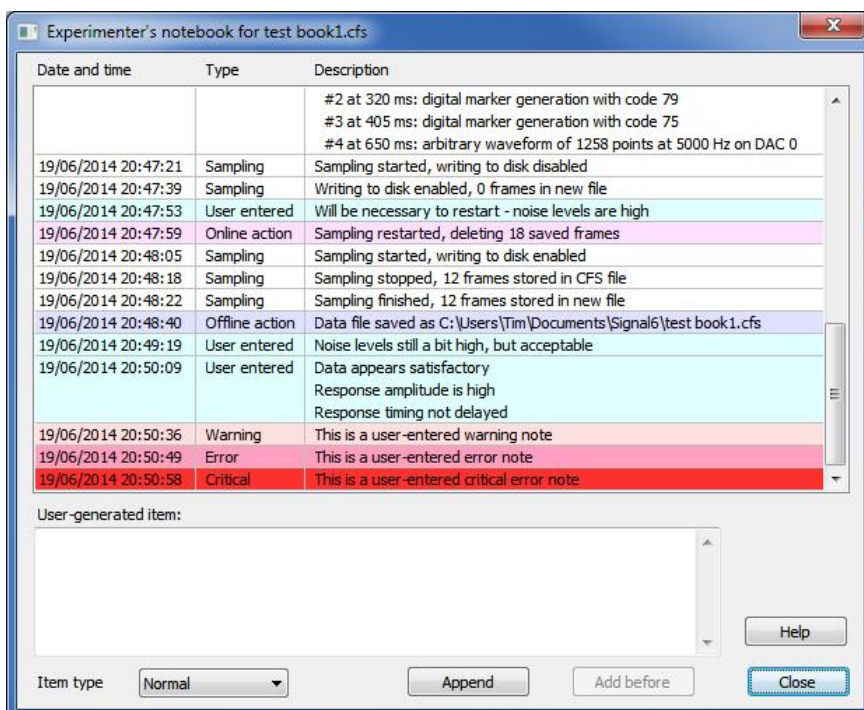 Experimenter's notebook for test book1.cfs
Date and time Type Description
#2 at 320 ms: digital marker generation with code 79
#3 at 405 ms: digital marker generation with code 75
#4 at 650 ms: arbitrary waveform of 1258 points at 5000 Hz on DAC 0
19/06/2014 20:47:21 Sampling Sampling started, writing to disk disabled
19/06/2014 20:47:39 Sampling Writing to disk enabled, 0 frames in new file
19/06/2014 20:47:53 User entered Will be necessary to restart - noise levels are high
19/06/2014 20:47:59 Online action Sampling restarted, deleting 18 saved frames
19/06/2014 20:48:05 Sampling Sampling started, writing to disk enabled
19/06/2014 20:48:18 Sampling Sampling stopped, 12 frames stored in CFS file
19/06/2014 20:48:22 Sampling Sampling finished, 12 frames stored in new file
19/06/2014 20:48:40 Offline action Data file saved as C:\Users\Tim\Documents\Signal6\test book1.cfs
19/06/2014 20:49:19 User entered Noise levels still a bit high, but acceptable
19/06/2014 20:50:09 User entered Data appears satisfactory
Response amplitude is high
Response timing not delayed
19/06/2014 20:50:36 Warning This is a user-entered warning note
19/06/2014 20:50:49 Error This is a user-entered error note
19/06/2014 20:50:58 Critical This is a user-entered critical error note
User-generated item:
Help
Item type Normal Append Add before Close